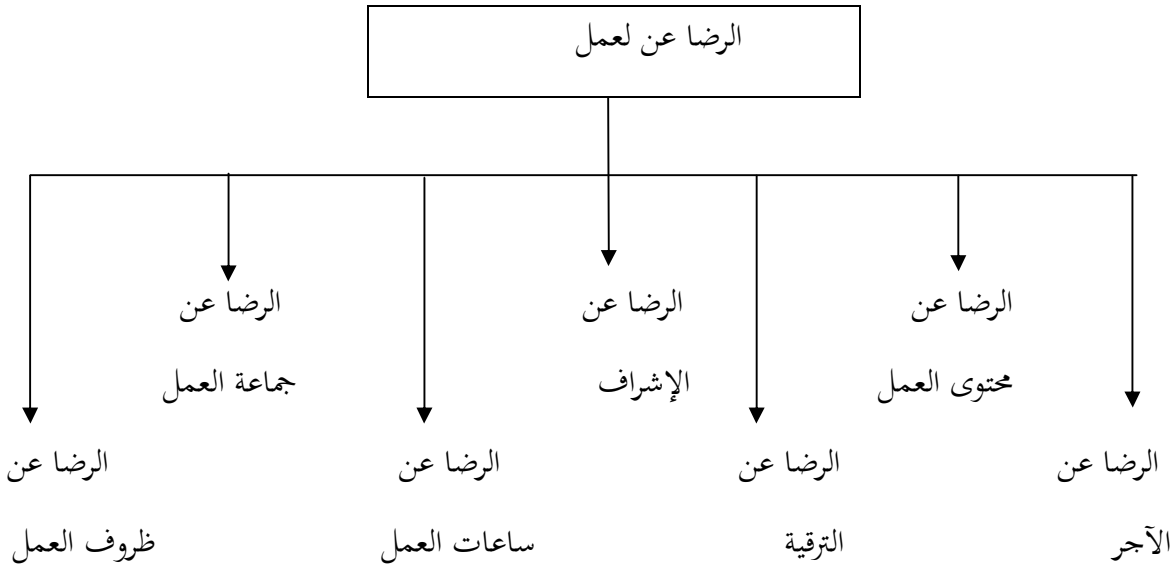 الرضا عن لعمل
الرضا عن
محتوى العمل
الرضا عن
الإشراف
الرضا عن
جماعة العمل
الرضا عن
الآجر
الرضا عن
الترقية
الرضا عن
ساعات العمل
الرضا عن
ظروف العمل